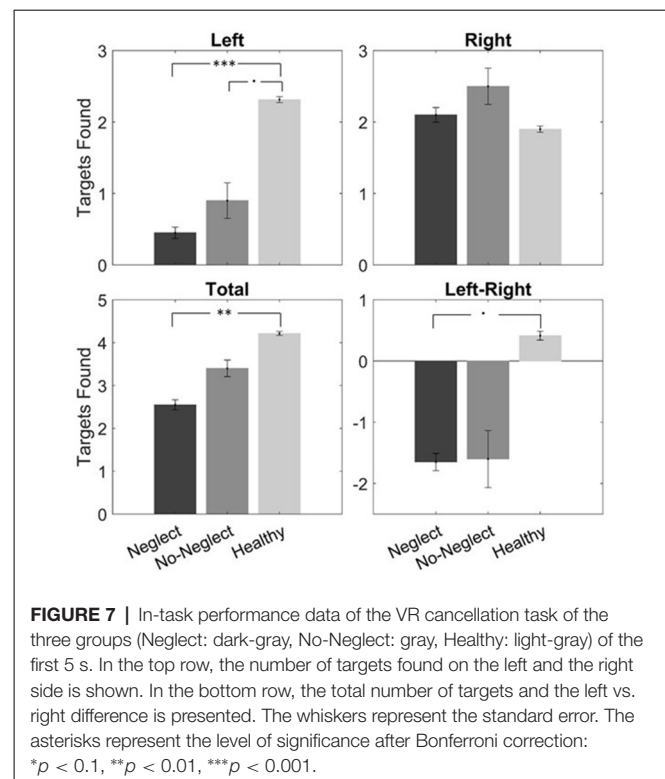 Left
Right
3
2
1
0
Targets Found
***
·
3
2
1
0
Total
Left-Right
5
4
3
2
1
0
Targets Found
**
1
0
-1
-2
·
Neglect
No-Neglect
Healthy
Neglect
No-Neglect
Healthy
FIGURE 7 | In-task performance data of the VR cancellation task of the
three groups (Neglect: dark-gray, No-Neglect: gray, Healthy: light-gray) of the
first 5 s. In the top row, the number of targets found on the left and the right
side is shown. In the bottom row, the total number of targets and the left vs.
right difference is presented. The whiskers represent the standard error. The
asterisks represent the level of significance after Bonferroni correction:
*p < 0.1, **p < 0.01, ***p < 0.001.